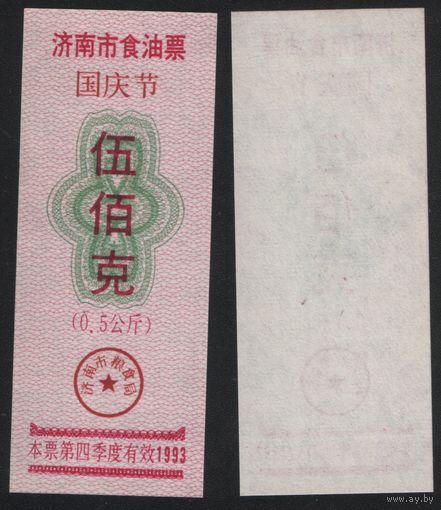 济南市食油票
国庆节
伍佰克
(0.5公斤)
济南市粮食局
本票第四季度有效1993
www.ay.by